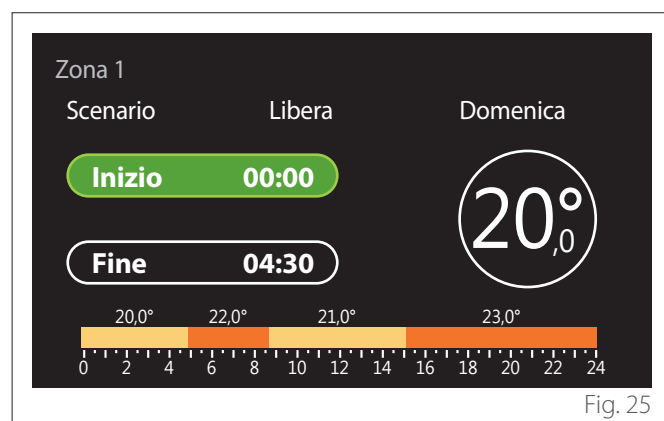 Zona 1
Scenario Libera Domenica
Inizio 00:00
20°,0
Fine 04:30
20,0° 22,0° 21,0° 23,0°
0 2 4 6 8 10 12 14 16 18 20 22 24
Fig. 25